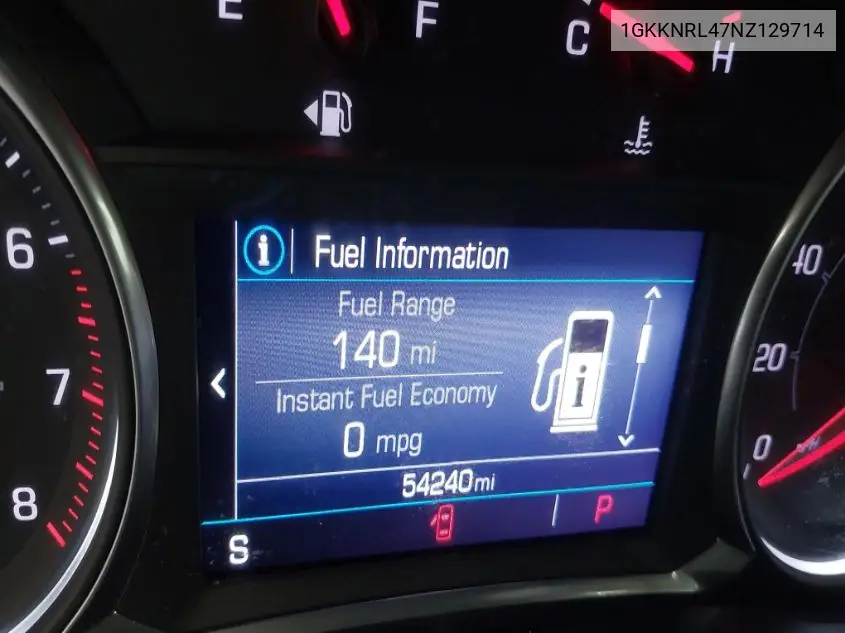 E
F
C
H
1GKKNRL47NZ129714
6
7
8
i
Fuel Information
Fuel Range
140 mi
Instant Fuel Economy
0 mpg
i
54240mi
S
P
40
20
0